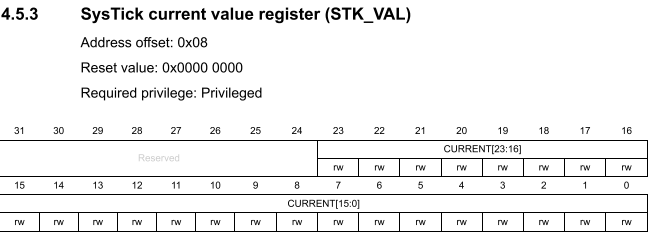 4.5.3 SysTick current value register (STK_VAL)
Address offset: 0x08
Reset value: 0x0000 0000
Required privilege: Privileged
31 30 29 28 27 26 25 24 23 22 21 20 19 18 17 16
Reserved CURRENT[23:16]
rw rw rw rw rw rw rw rw
15 14 13 12 11 10 9 8 7 6 5 4 3 2 1 0
CURRENT[15:0]
rw rw rw rw rw rw rw rw rw rw rw rw rw rw rw rw